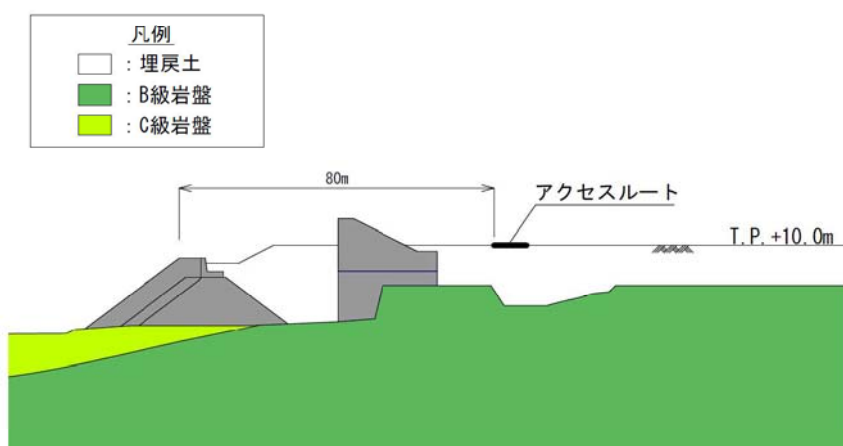 凡例
：埋戻土
：B級岩盤
：C級岩盤
80m
アクセスルート
T.P.+10.0m